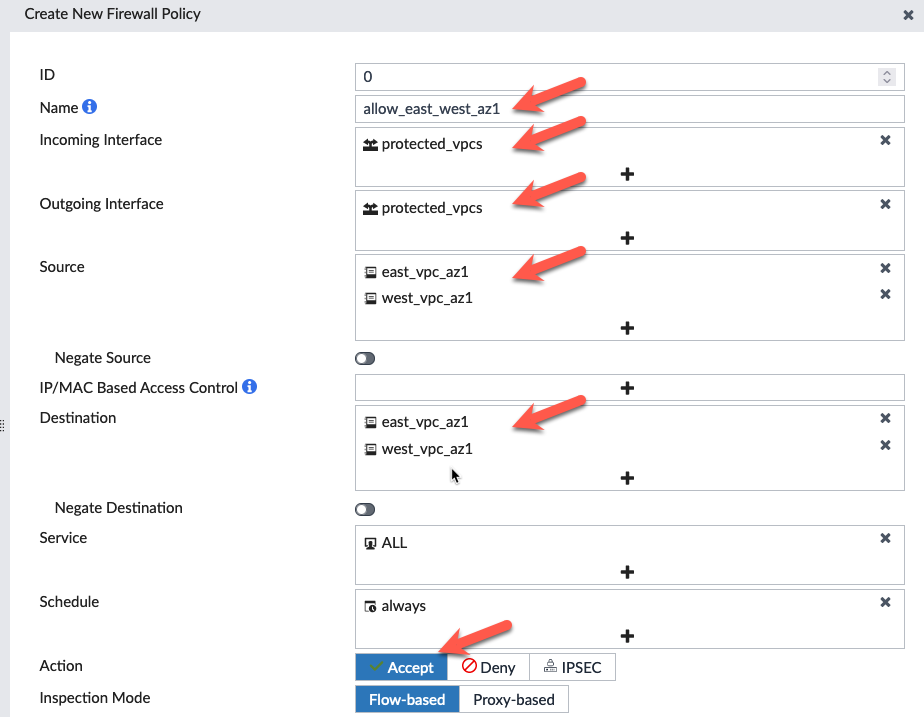 Create New Firewall Policy
ID
0
Name
allow_east_west_az1
Incoming Interface
protected_vpcs
Outgoing Interface
protected_vpcs
Source
east_vpc_az1
west_vpc_az1
Negate Source
IP/MAC Based Access Control
Destination
east_vpc_az1
west_vpc_az1
Negate Destination
Service
ALL
Schedule
always
Action
Accept Deny IPSEC
Inspection Mode
Flow-based Proxy-based